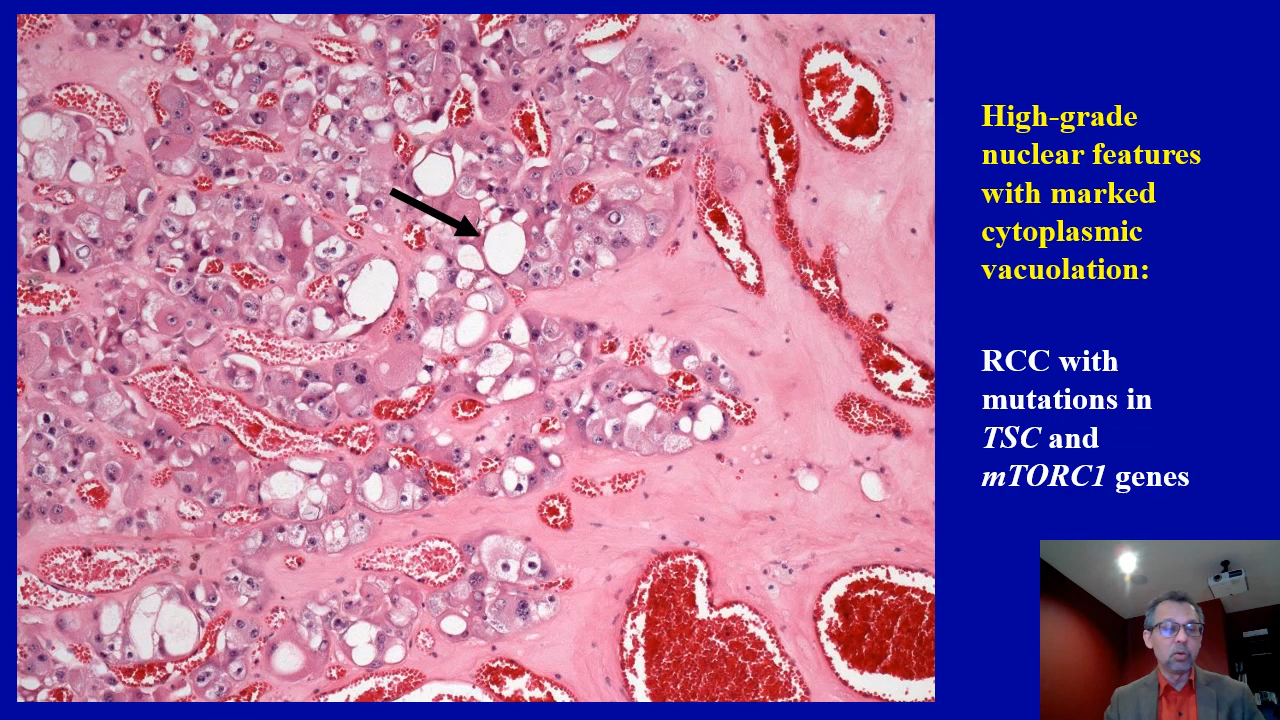 High-grade
nuclear features
with marked
cytoplasmic
vacuolation:
RCC with
mutations in
TSC and
mTORC1 genes